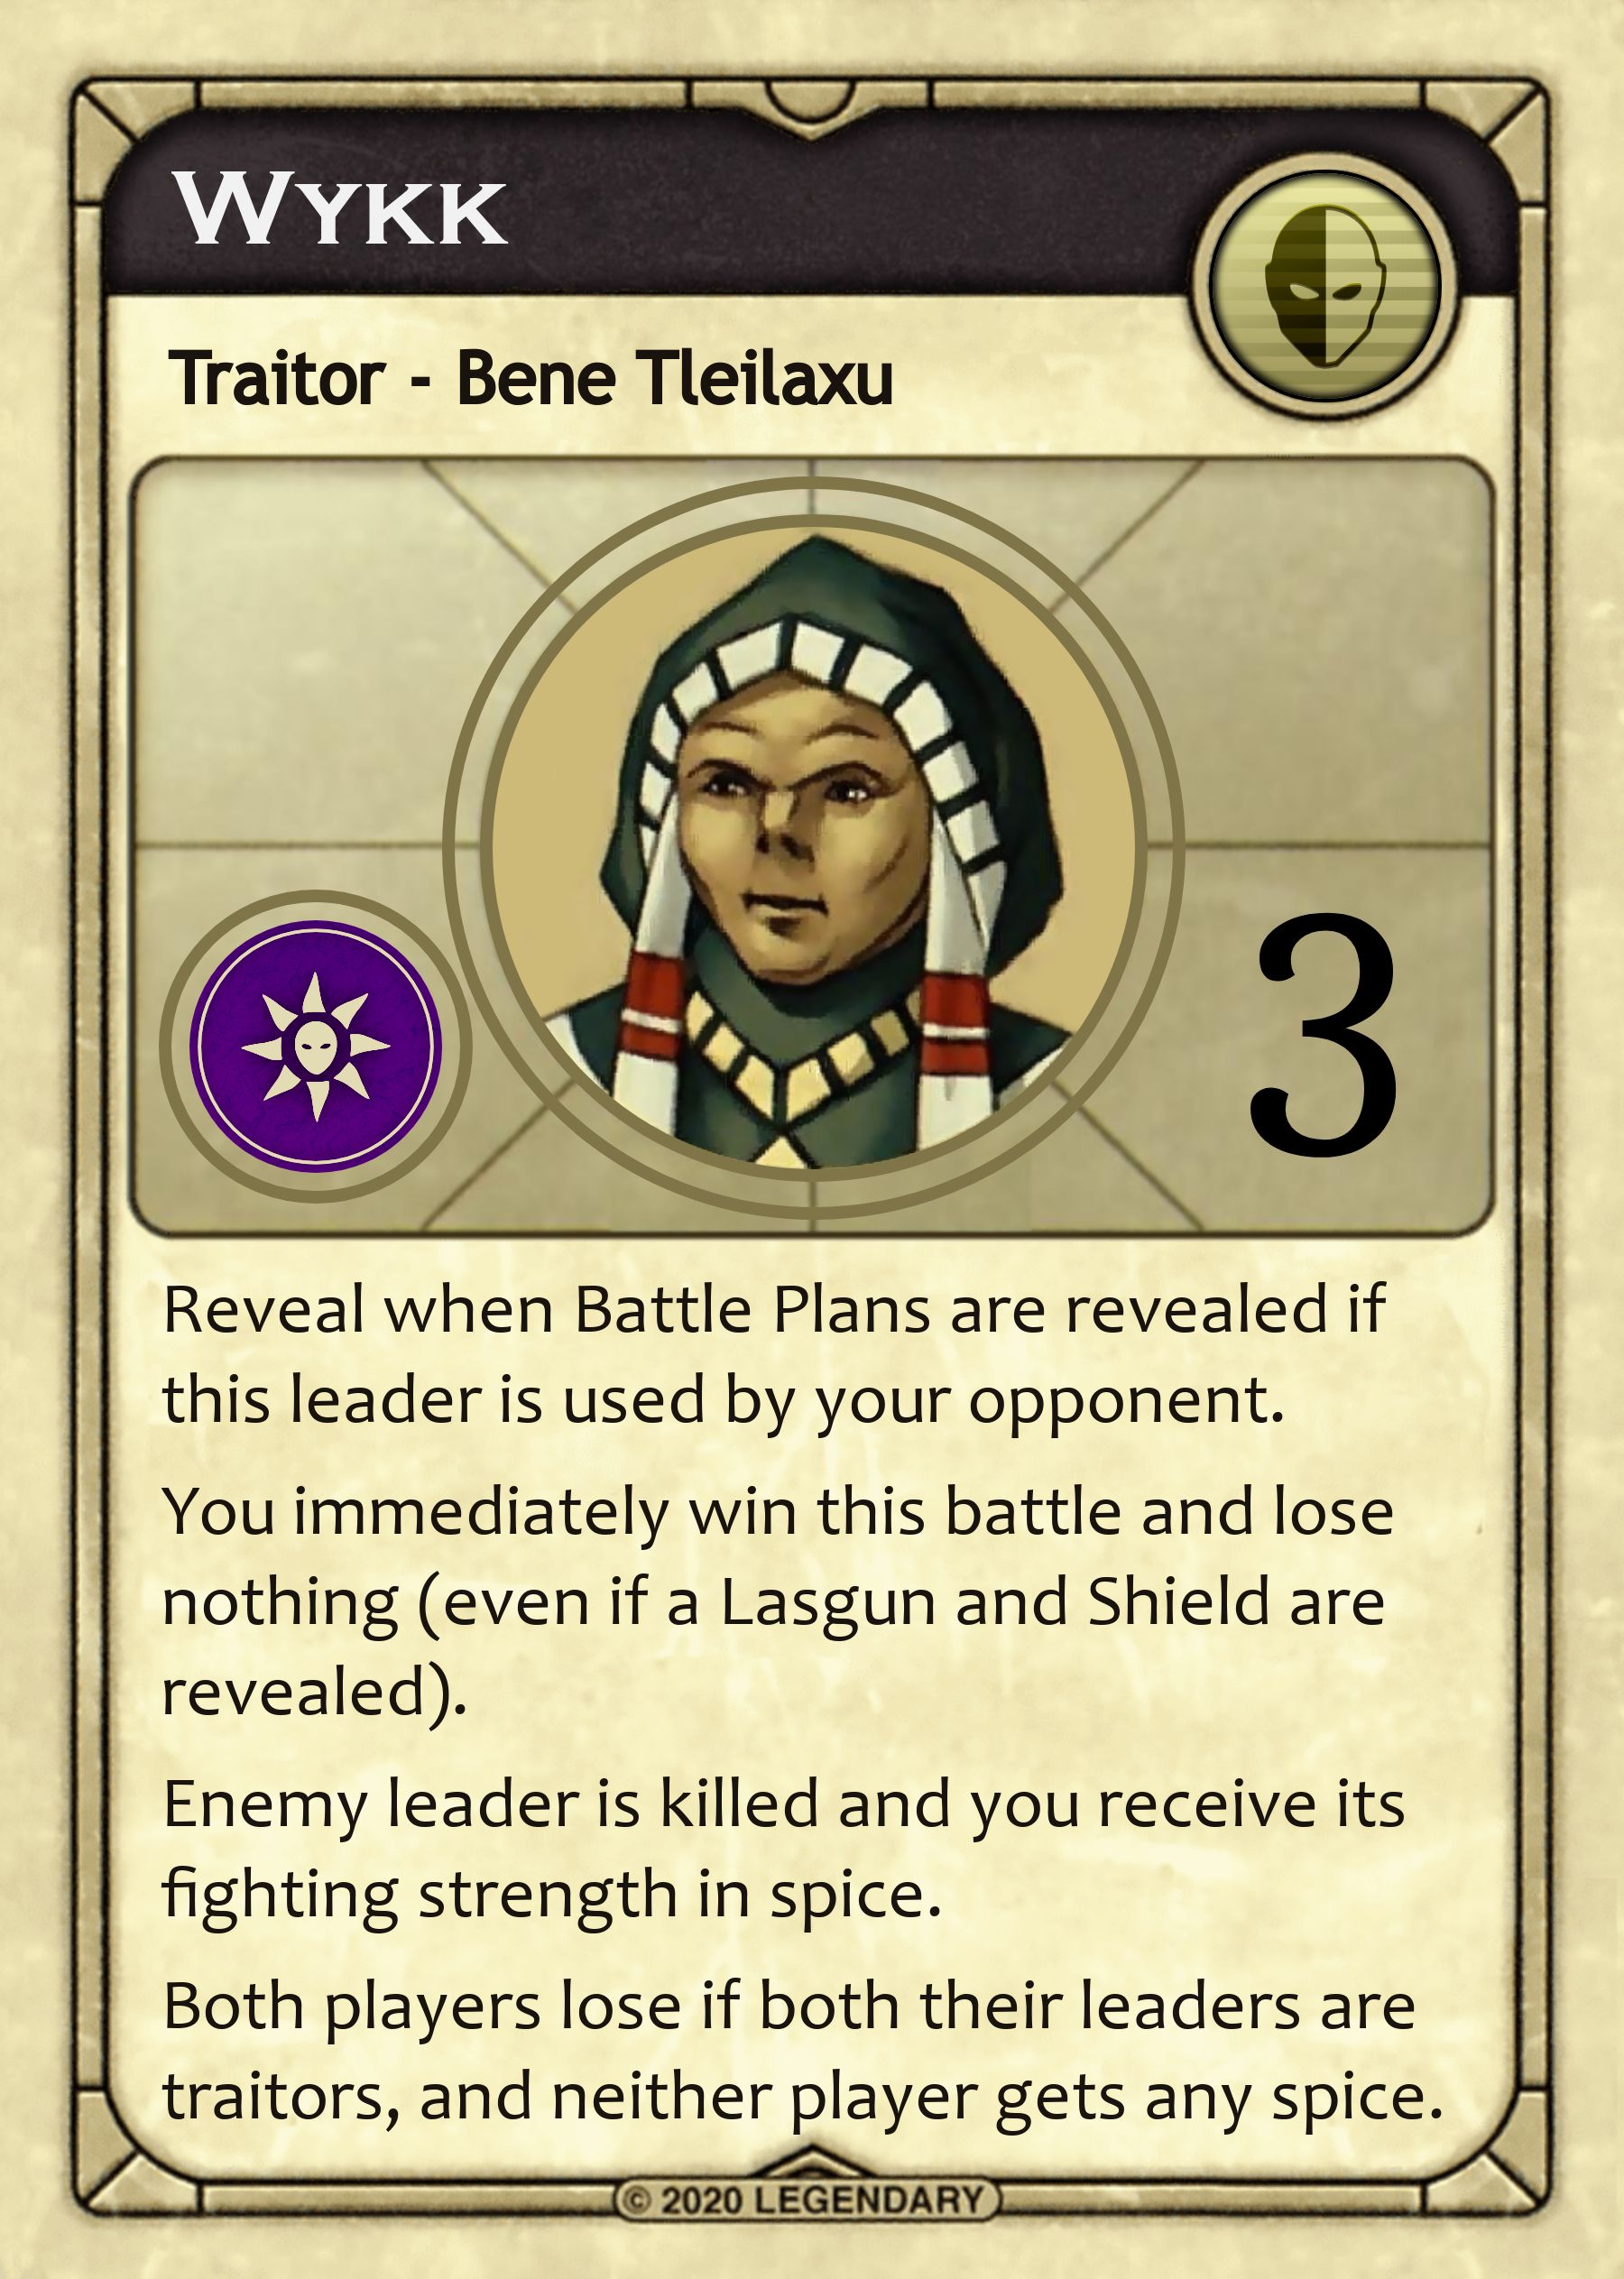 Wykk
Traitor - Bene Tleilaxu
3
Reveal when Battle Plans are revealed if
this leader is used by your opponent.
You immediately win this battle and lose
nothing (even if a Lasgun and Shield are
revealed).
Enemy leader is killed and you receive its
fighting strength in spice.
Both players lose if both their leaders are
traitors, and neither player gets any spice.
© 2020 LEGENDARY